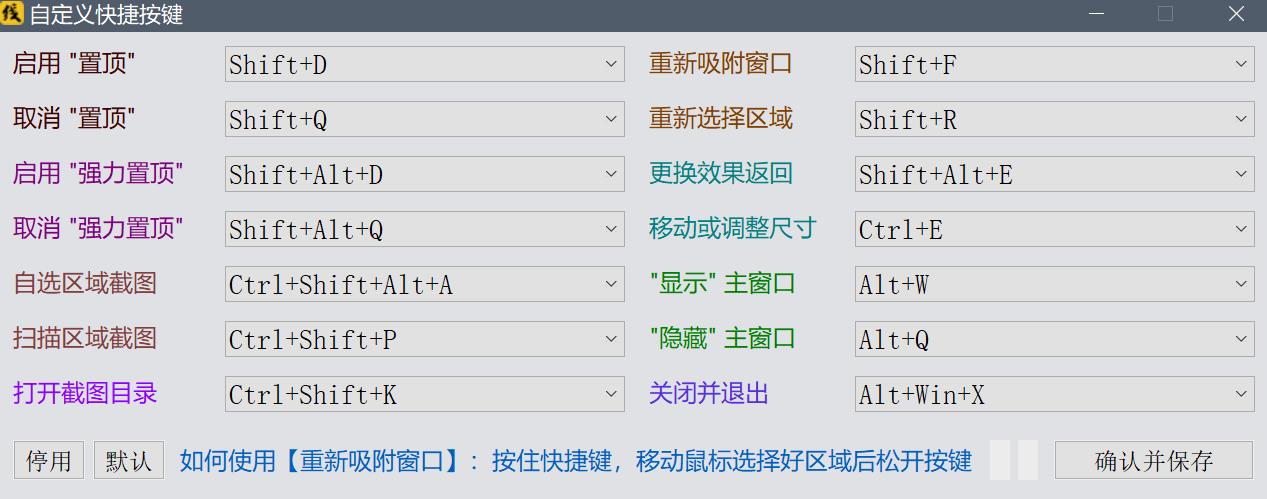 自定义快捷按键
启用 "置顶" Shift+D 重新吸附窗口 Shift+F
取消 "置顶" Shift+Q 重新选择区域 Shift+R
启用 "强力置顶" Shift+Alt+D 更换效果返回 Shift+Alt+E
取消 "强力置顶" Shift+Alt+Q 移动或调整尺寸 Ctrl+E
自选区域截图 Ctrl+Shift+Alt+A "显示" 主窗口 Alt+W
扫描区域截图 Ctrl+Shift+P "隐藏" 主窗口 Alt+Q
打开截图目录 Ctrl+Shift+K 关闭并退出 Alt+Win+X
停用 默认 如何使用【重新吸附窗口】：按住快捷键，移动鼠标选择好区域后松开按键 确认并保存